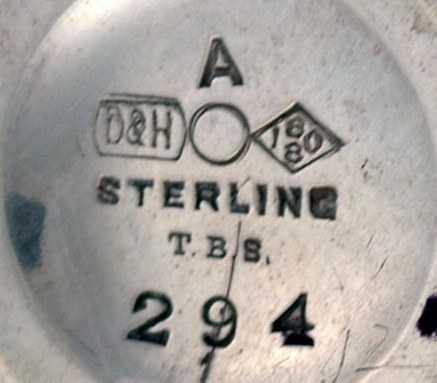 A
D&H 1880
STERLING
T.B.S.
294